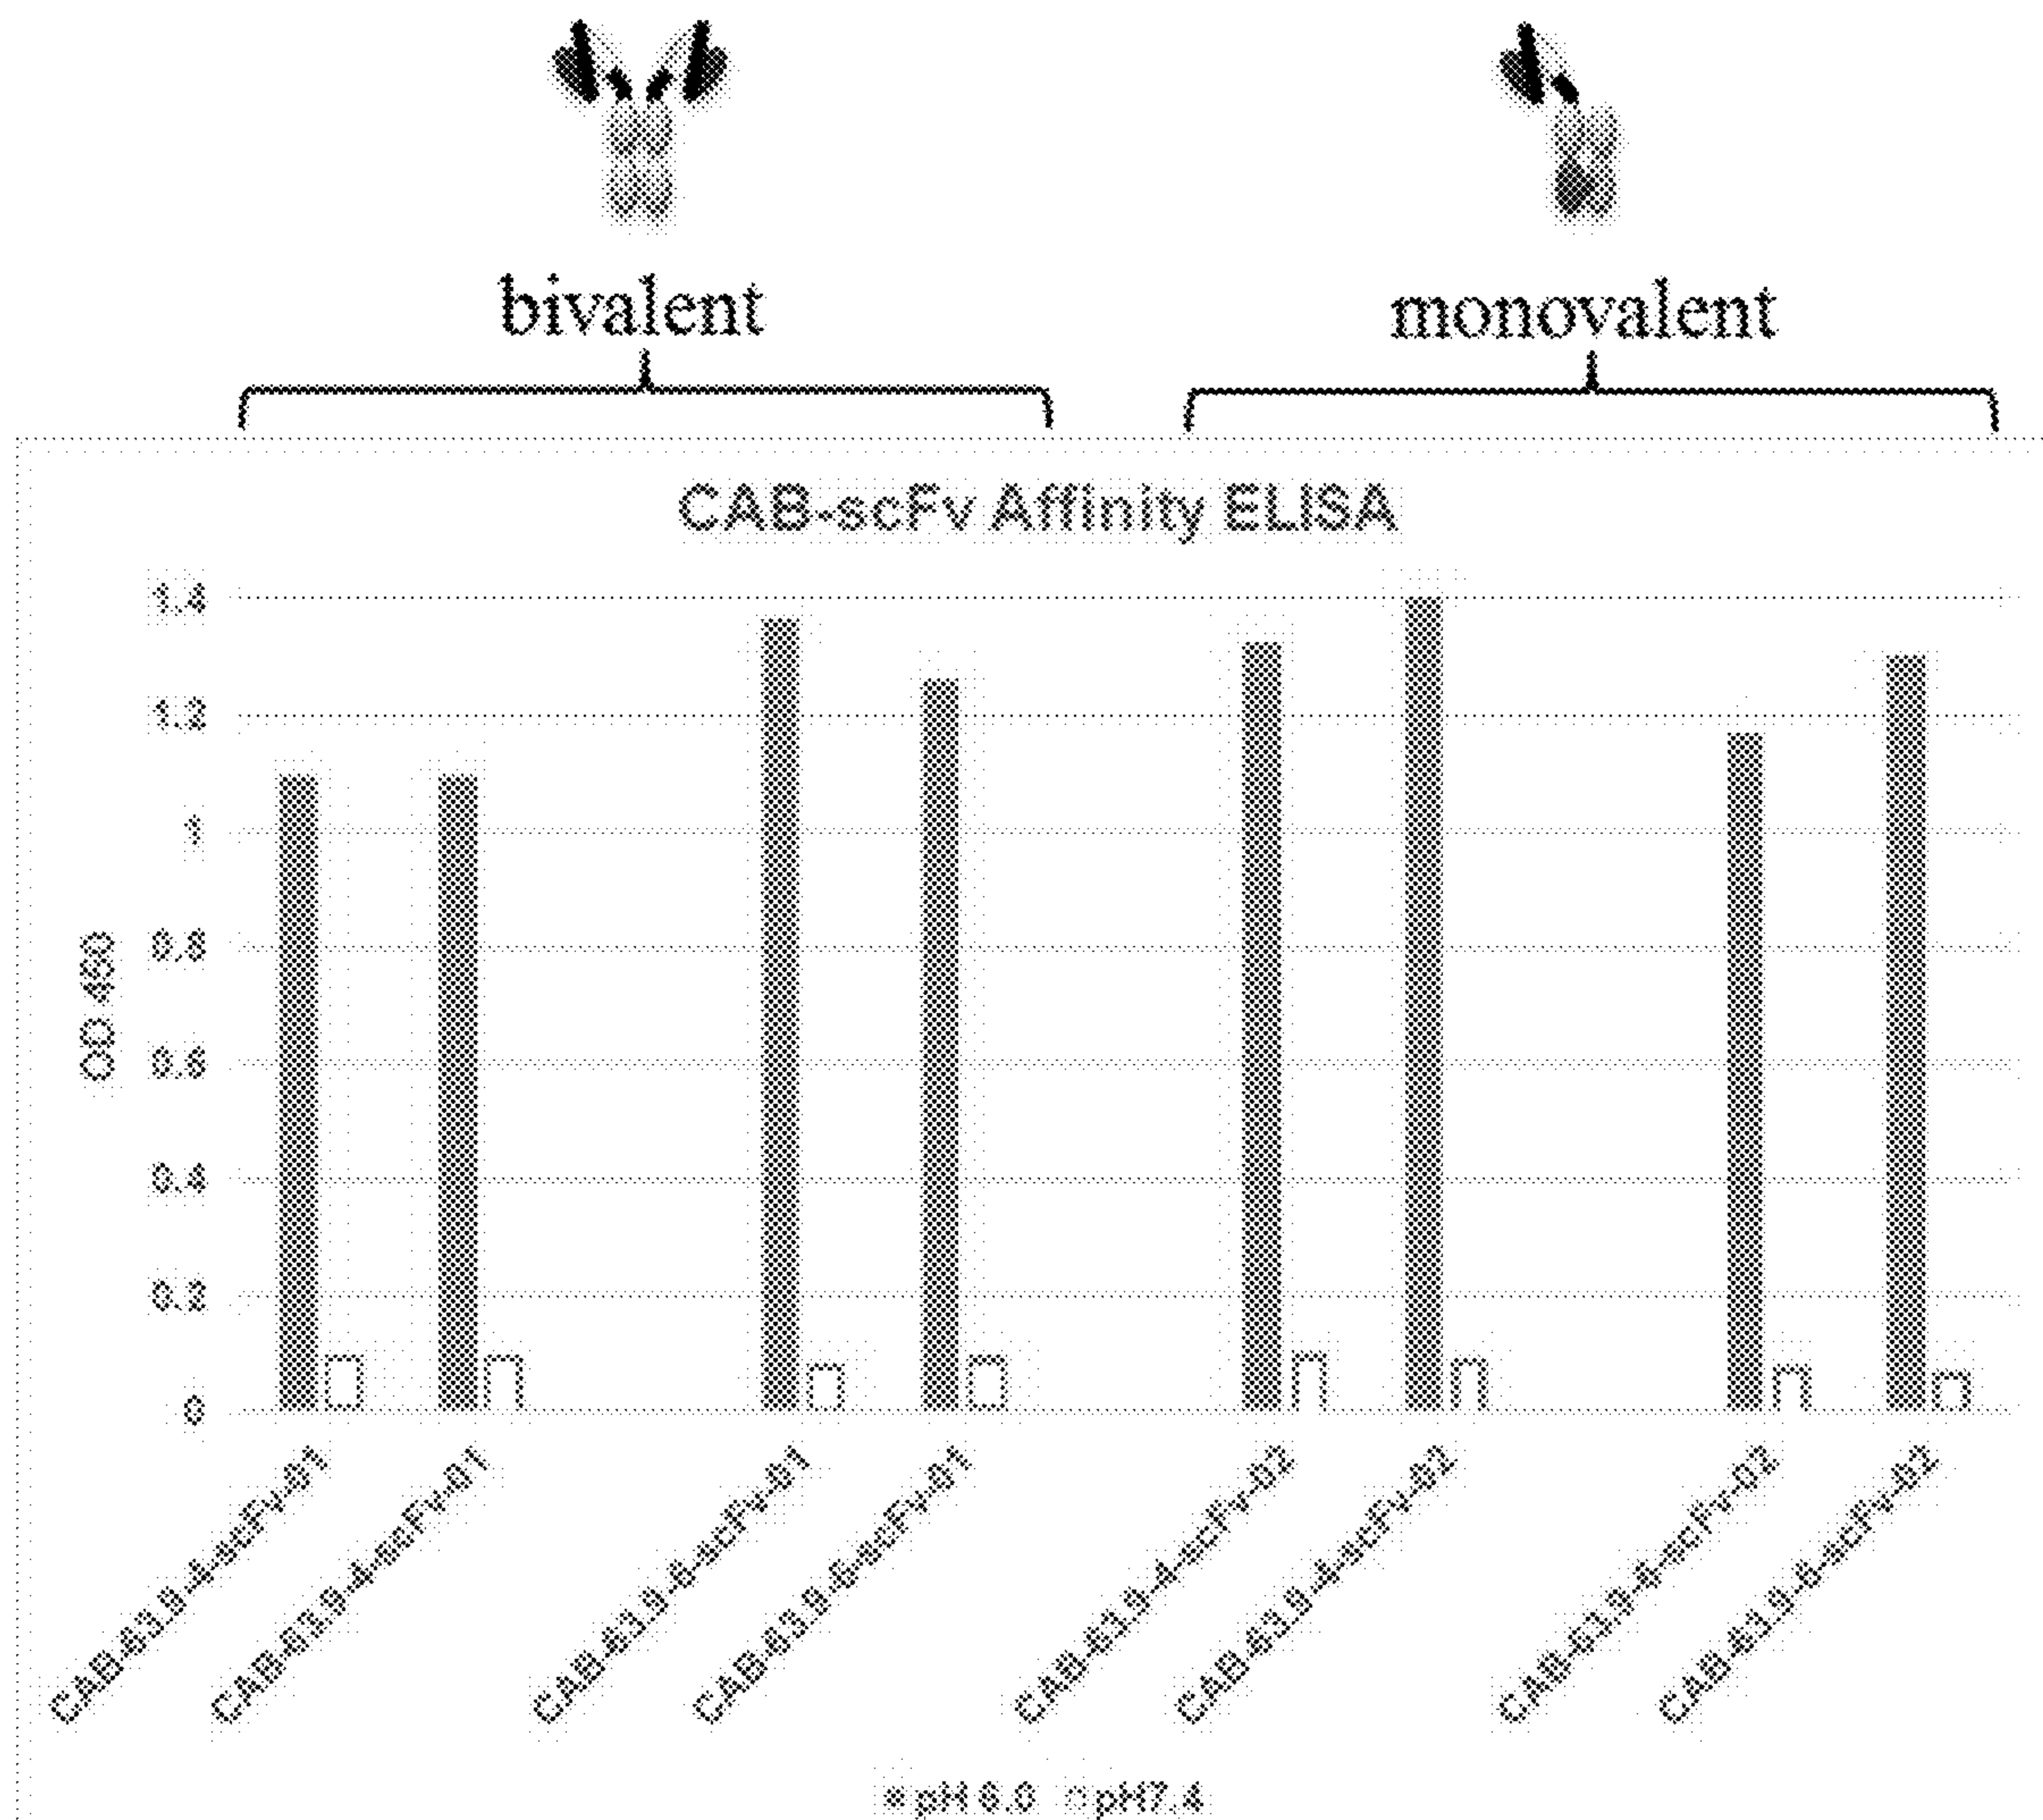 bivalent
monovalent
CAB-scFv Affinity ELISA
1.4
1.2
1
0.8
0.6
0.4
0.2
0
OD 450
CAB-63.9-4-scFv-01
CAB-63.9-4-scFv-01
CAB-63.9-6-scFv-01
CAB-63.9-6-scFv-01
CAB-63.9-4-scFv-02
CAB-63.9-4-scFv-02
CAB-63.9-6-scFv-02
CAB-63.9-6-scFv-02
pH 6.0 pH7.4